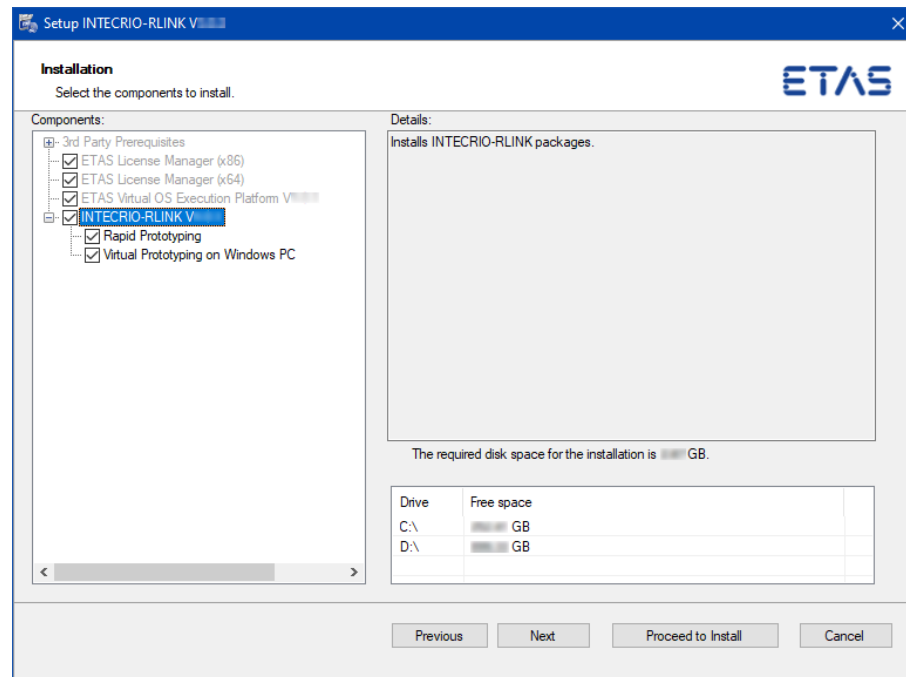 Setup INTECRIO-RLINK V
Installation
Select the components to install.
ETAS
Components:
3rd Party Prerequisites
ETAS License Manager (x86)
ETAS License Manager (x64)
ETAS Virtual OS Execution Platform V
INTECRIO-RLINK V
Rapid Prototyping
Virtual Prototyping on Windows PC
Details:
Installs INTECRIO-RLINK packages.
The required disk space for the installation is GB.
Drive Free space
C:\ GB
D:\ GB
Previous Next Proceed to Install Cancel